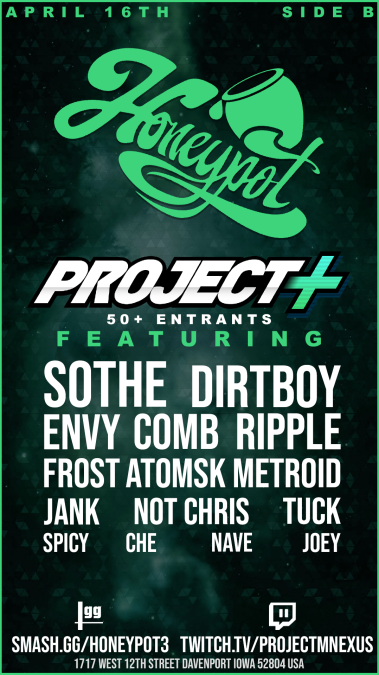 APRIL 16TH SIDE B
Honeypot
PROJECT+
50+ ENTRANTS
FEATURING
SOTHE DIRTBOY
ENVY COMB RIPPLE
FROST ATOMSK METROID
JANK NOT CHRIS TUCK
SPICY CHE NAVE JOEY
gg
SMASH.GG/HONEYPOT3 TWITCH.TV/PROJECTMNEXUS
1717 WEST 12TH STREET DAVENPORT IOWA 52804 USA